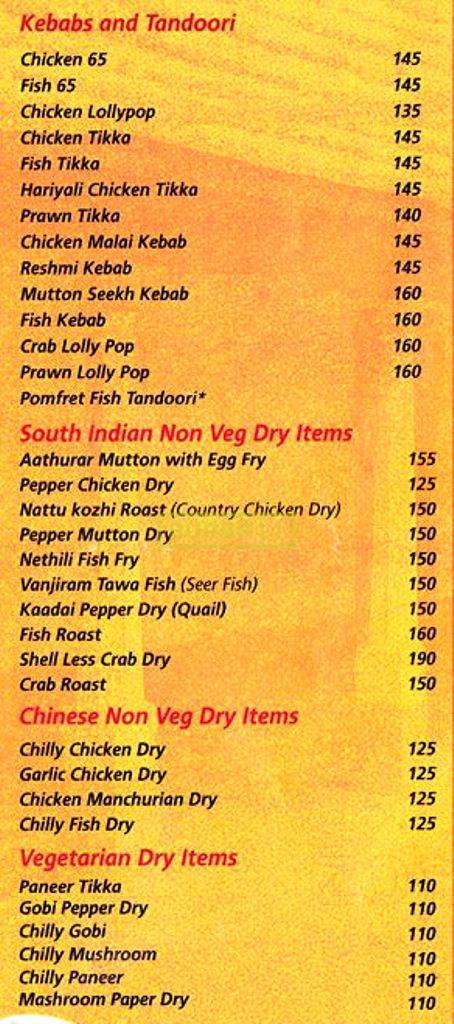 Kebabs and Tandoori
Chicken 65 145
Fish 65 145
Chicken Lollypop 135
Chicken Tikka 145
Fish Tikka 145
Hariyali Chicken Tikka 145
Prawn Tikka 140
Chicken Malai Kebab 145
Reshmi Kebab 145
Mutton Seekh Kebab 160
Fish Kebab 160
Crab Lolly Pop 160
Prawn Lolly Pop 160
Pomfret Fish Tandoori*
South Indian Non Veg Dry Items
Aathurar Mutton with Egg Fry 155
Pepper Chicken Dry 125
Nattu kozhi Roast (Country Chicken Dry) 150
Pepper Mutton Dry 150
Nethili Fish Fry 150
Vanjiram Tawa Fish (Seer Fish) 150
Kaadai Pepper Dry (Quail) 150
Fish Roast 160
Shell Less Crab Dry 190
Crab Roast 150
Chinese Non Veg Dry Items
Chilly Chicken Dry 125
Garlic Chicken Dry 125
Chicken Manchurian Dry 125
Chilly Fish Dry 125
Vegetarian Dry Items
Paneer Tikka 110
Gobi Pepper Dry 110
Chilly Gobi 110
Chilly Mushroom 110
Chilly Paneer 110
Mashroom Paper Dry 110